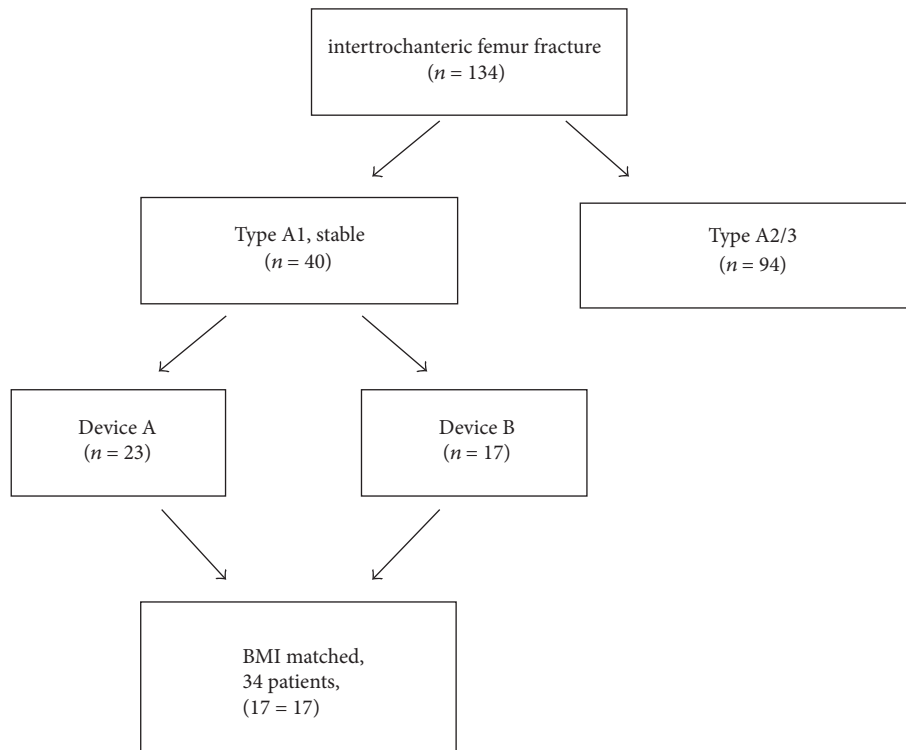 intertrochanteric femur fracture
(n = 134)
Type A1, stable
(n = 40)
Type A2/3
(n = 94)
Device A
(n = 23)
Device B
(n = 17)
BMI matched,
34 patients,
(17 = 17)